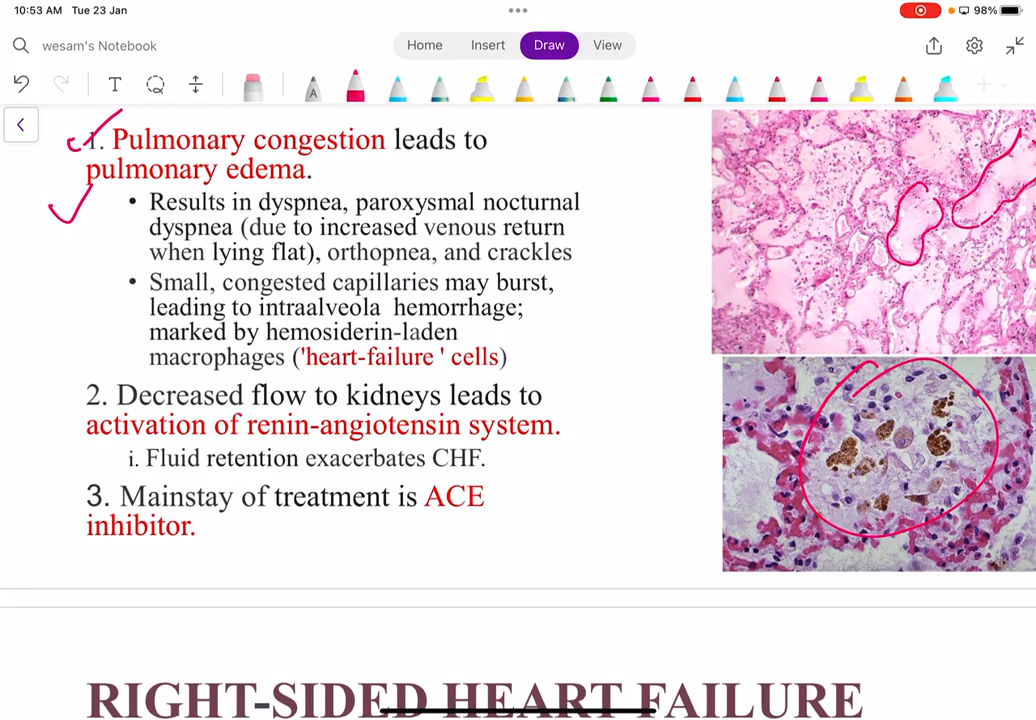 10:53 AM Tue 23 Jan
98%
wesam's Notebook
Home Insert Draw View
T
A
1. Pulmonary congestion leads to
pulmonary edema.
• Results in dyspnea, paroxysmal nocturnal
dyspnea (due to increased venous return
when lying flat), orthopnea, and crackles
• Small, congested capillaries may burst,
leading to intraalveola hemorrhage;
marked by hemosiderin-laden
macrophages ('heart-failure ' cells)
2. Decreased flow to kidneys leads to
activation of renin-angiotensin system.
i. Fluid retention exacerbates CHF.
3. Mainstay of treatment is ACE
inhibitor.
RIGHT-SIDED HEART FAILURE